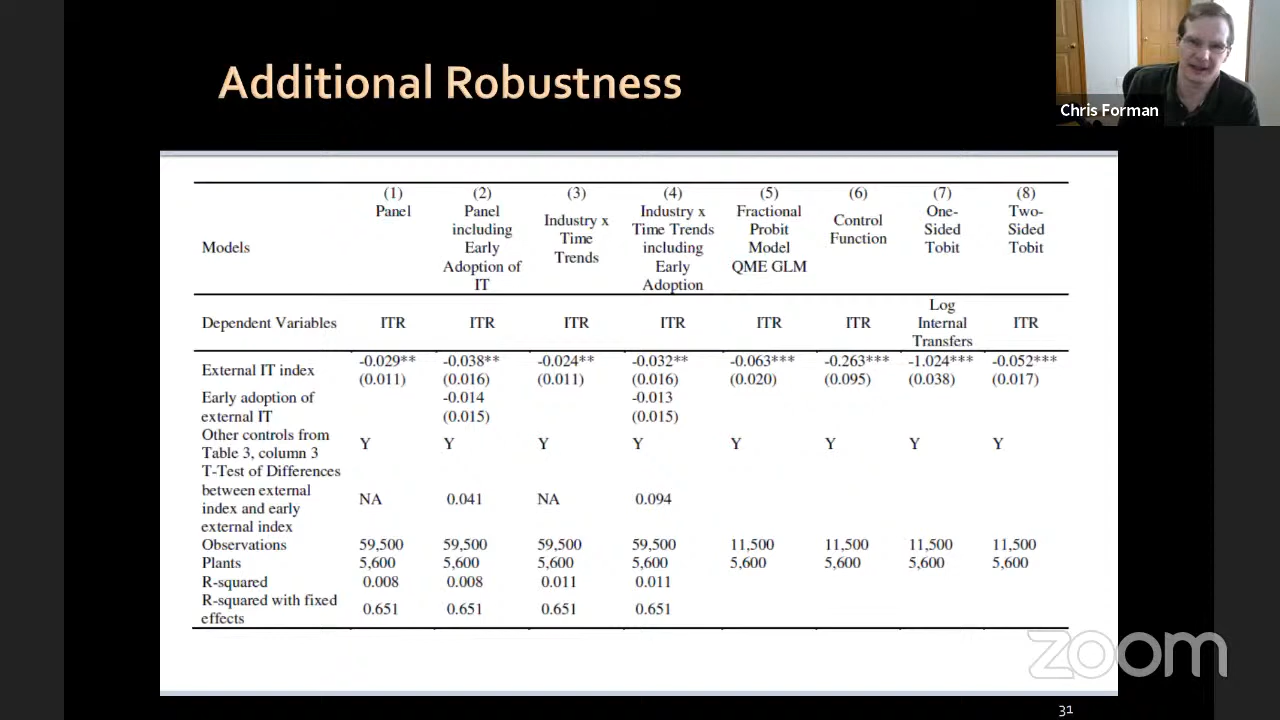 Additional Robustness
Chris Forman
(1) (2) (3) (4) (5) (6) (7) (8)
Models
Panel
Panel including Early Adoption of IT
Industry x Time Trends
Industry x Time Trends including Early Adoption
Fractional Probit Model QME GLM
Control Function
One-Sided Tobit
Two-Sided Tobit
Dependent Variables ITR ITR ITR ITR ITR ITR Log Internal Transfers ITR
External IT index -0.029** -0.038** -0.024** -0.032** -0.063*** -0.263*** -1.024*** -0.052***
(0.011) (0.016) (0.011) (0.016) (0.020) (0.095) (0.038) (0.017)
Early adoption of -0.014 -0.013
external IT (0.015) (0.015)
Other controls from
Table 3, column 3 Y Y Y Y Y Y Y Y
T-Test of Differences
between external
index and early
external index NA 0.041 NA 0.094
Observations 59,500 59,500 59,500 59,500 11,500 11,500 11,500 11,500
Plants 5,600 5,600 5,600 5,600 5,600 5,600 5,600 5,600
R-squared 0.008 0.008 0.011 0.011
R-squared with fixed
effects 0.651 0.651 0.651 0.651
zoom
31